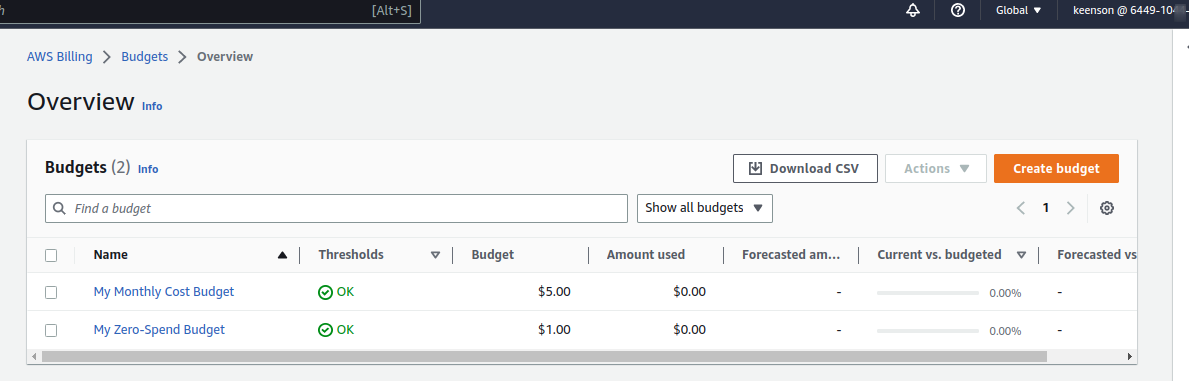 [Alt+S] Global keenson @ 6449-10
AWS Billing Budgets Overview
Overview Info
Budgets (2) Info Download CSV Actions Create budget
Find a budget Show all budgets 1
Name Thresholds Budget Amount used Forecasted am... Current vs. budgeted Forecasted vs
My Monthly Cost Budget OK $5.00 $0.00 - 0.00% -
My Zero-Spend Budget OK $1.00 $0.00 - 0.00% -